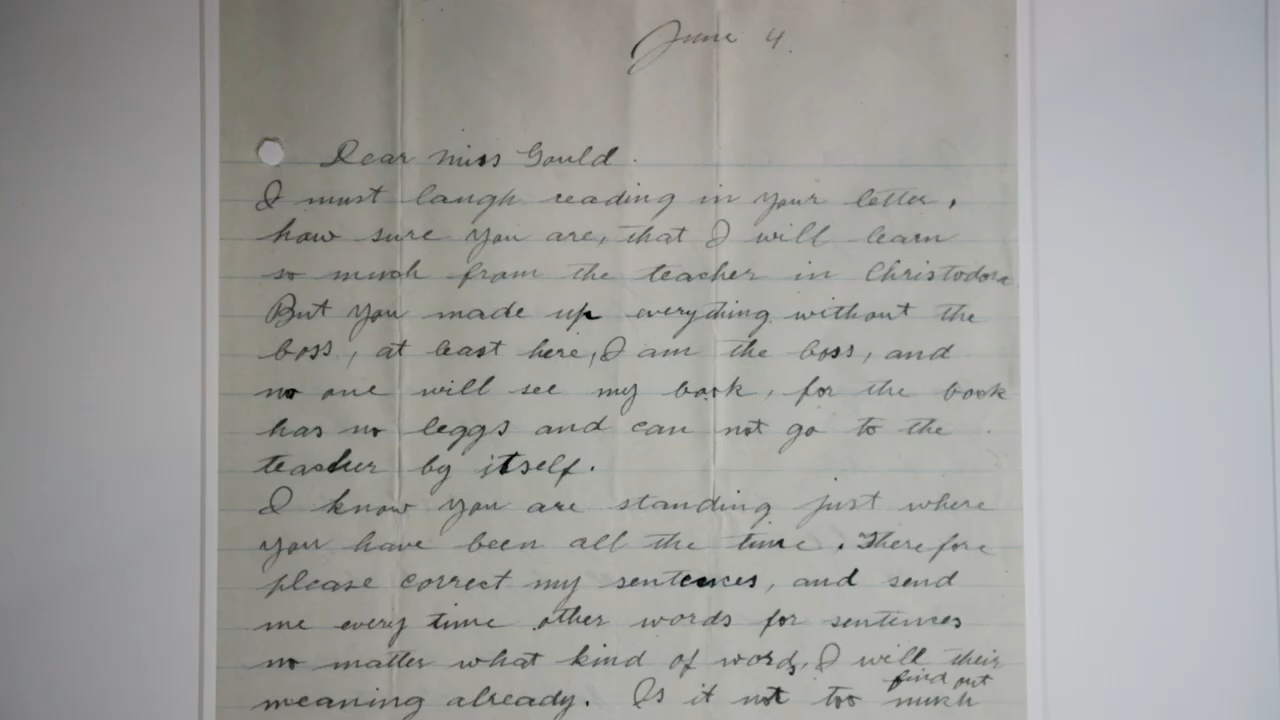 June 4.
Dear Miss Gould.
I must laugh reading in your letter,
how sure you are, that I will learn
so much from the teacher in Christodora.
But you made up everything without the
boss, at least here, I am the boss, and
no one will see my book, for the book
has no leggs and can not go to the
teacher by itself.
I know you are standing just where
you have been all the time. Therefore
please correct my sentences, and send
me every time other words for sentences
no matter what kind of words, I will their
find out
meaning already. Is it not too much